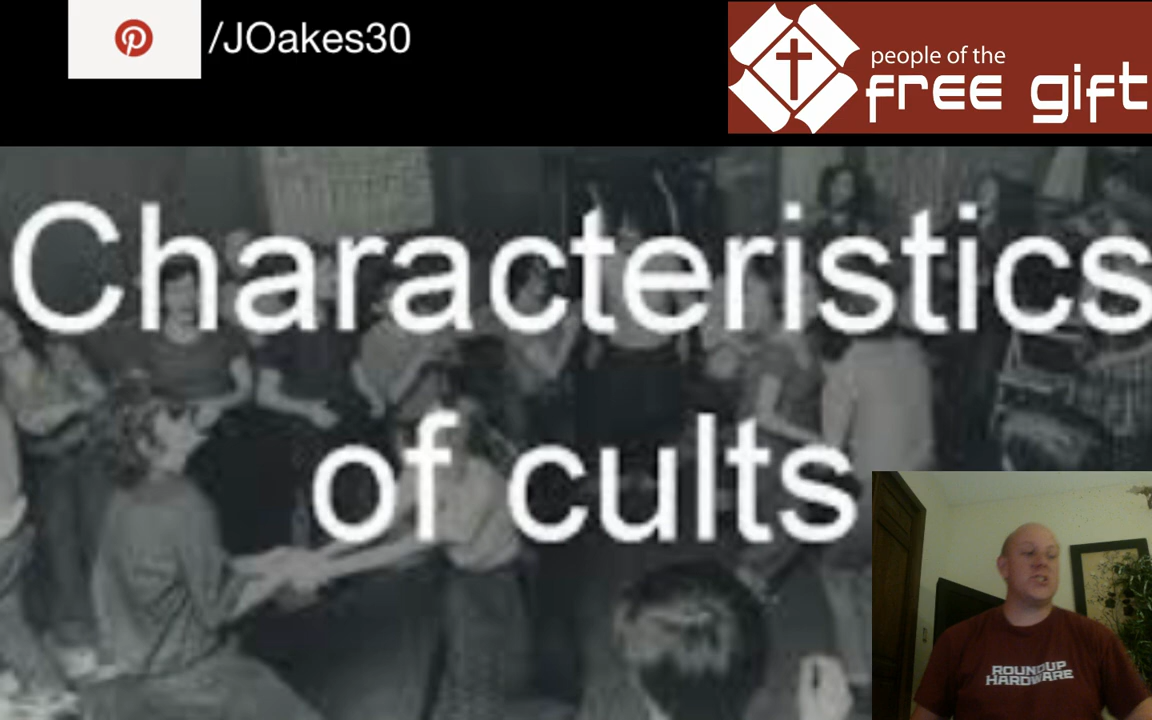 /JOakes30
people of the
free gift
Characteristics
of cults
ROUNDUP
HARDWARE